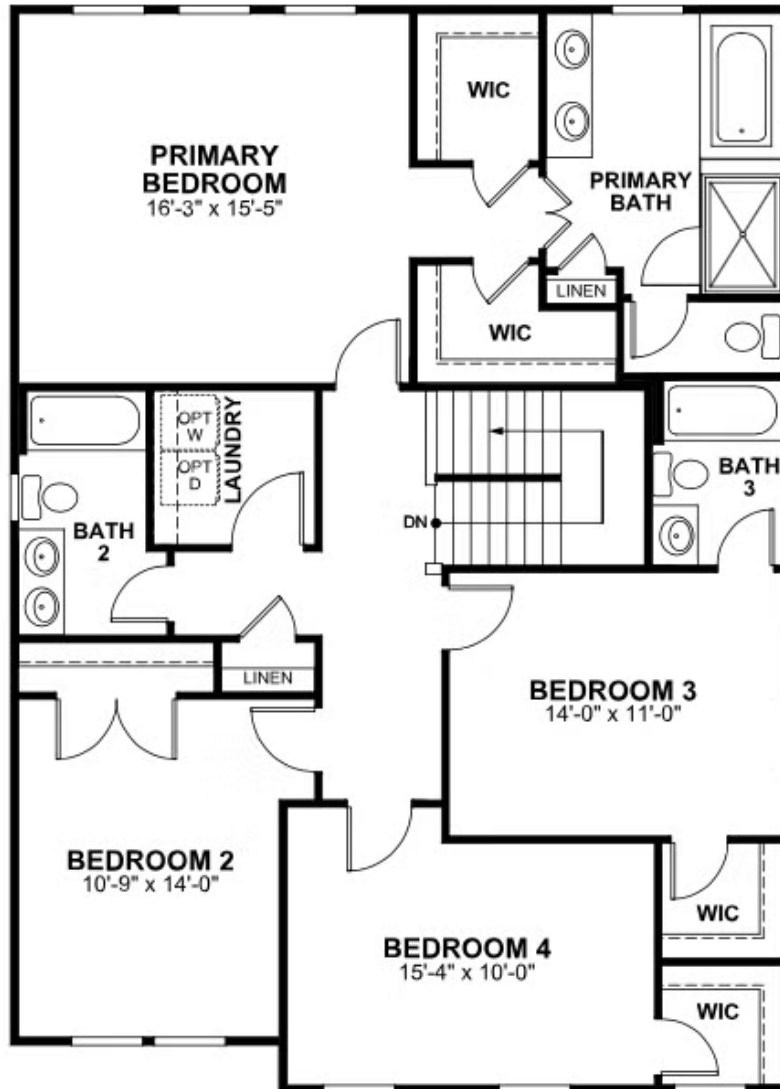 WIC
PRIMARY
BEDROOM
16'-3" x 15'-5"
PRIMARY
BATH
LINEN
WIC
OPT
W
OPT
D
LAUNDRY
BATH
2
DN
BATH
3
LINEN
BEDROOM 3
14'-0" x 11'-0"
BEDROOM 2
10'-9" x 14'-0"
WIC
BEDROOM 4
15'-4" x 10'-0"
WIC